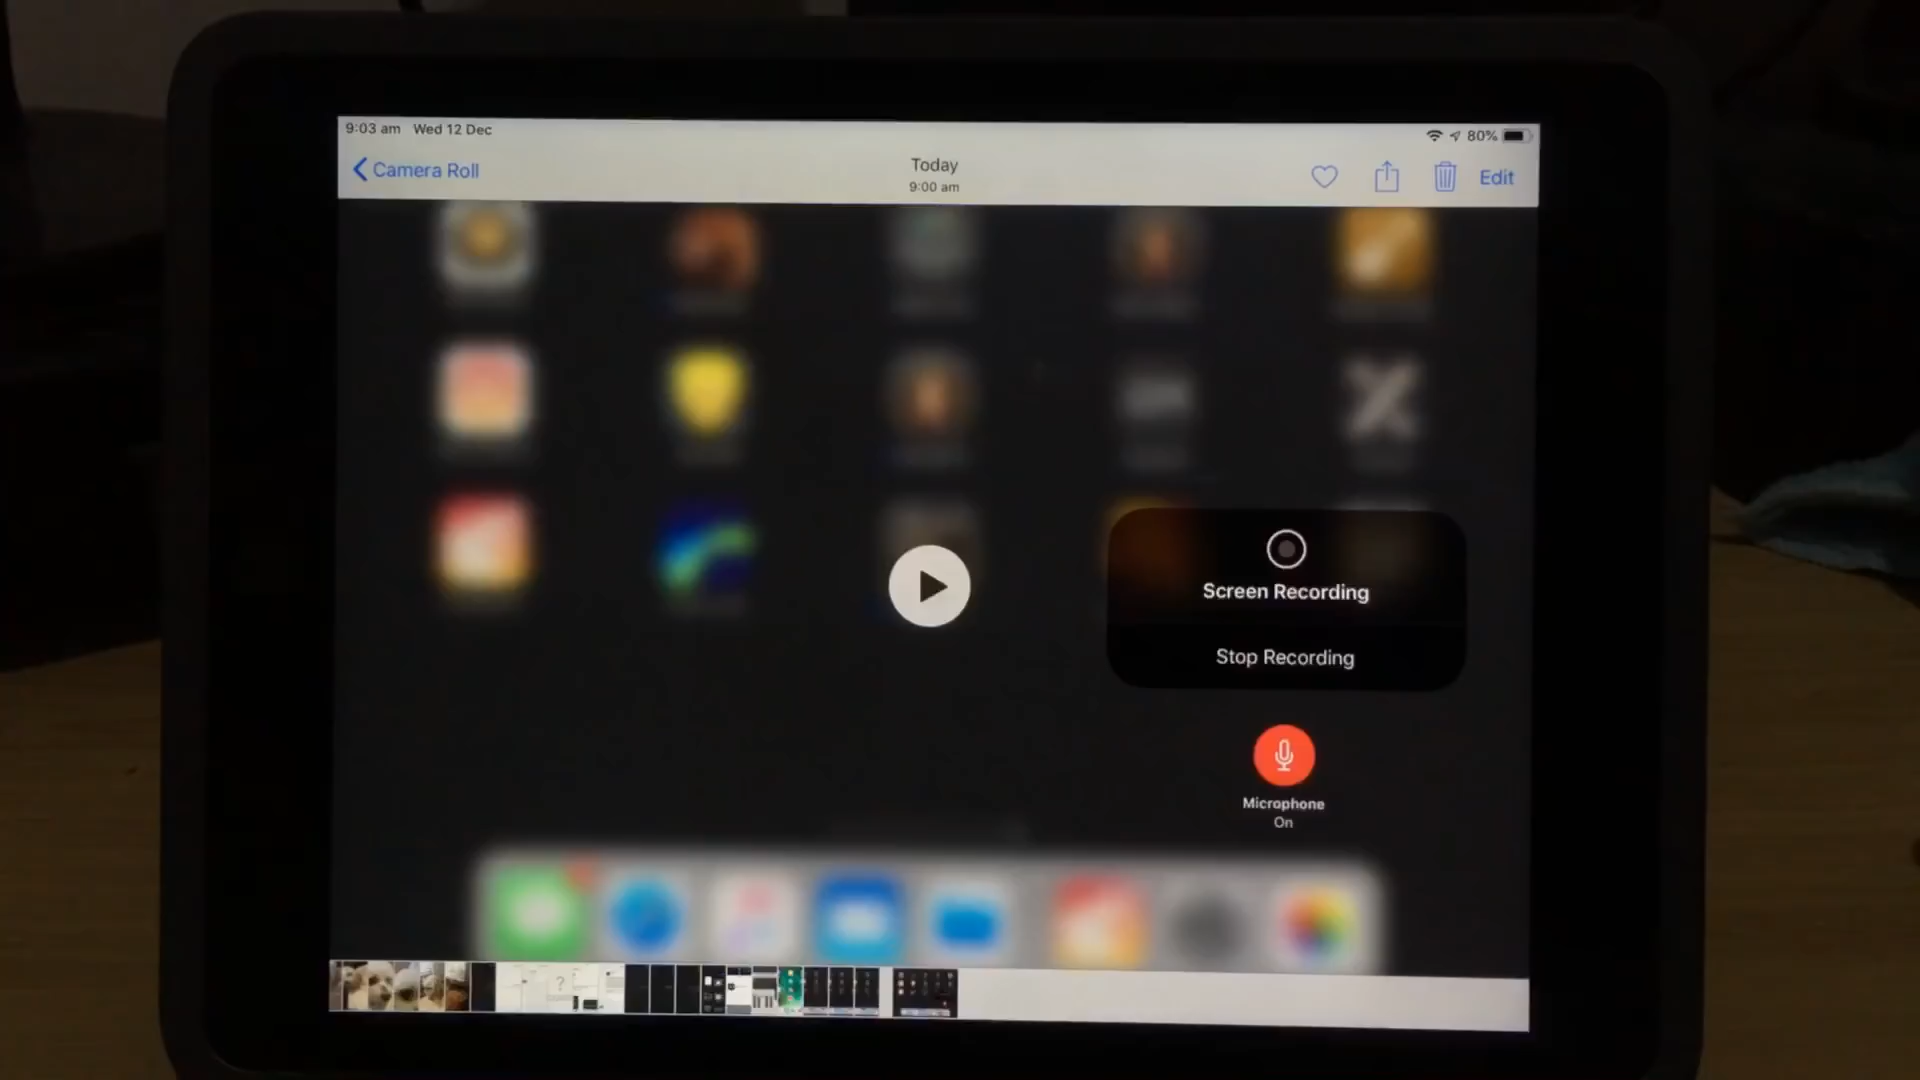 9:03 am Wed 12 Dec
80%
Camera Roll
Today
9:00 am
Edit
Screen Recording
Stop Recording
Microphone
On
?